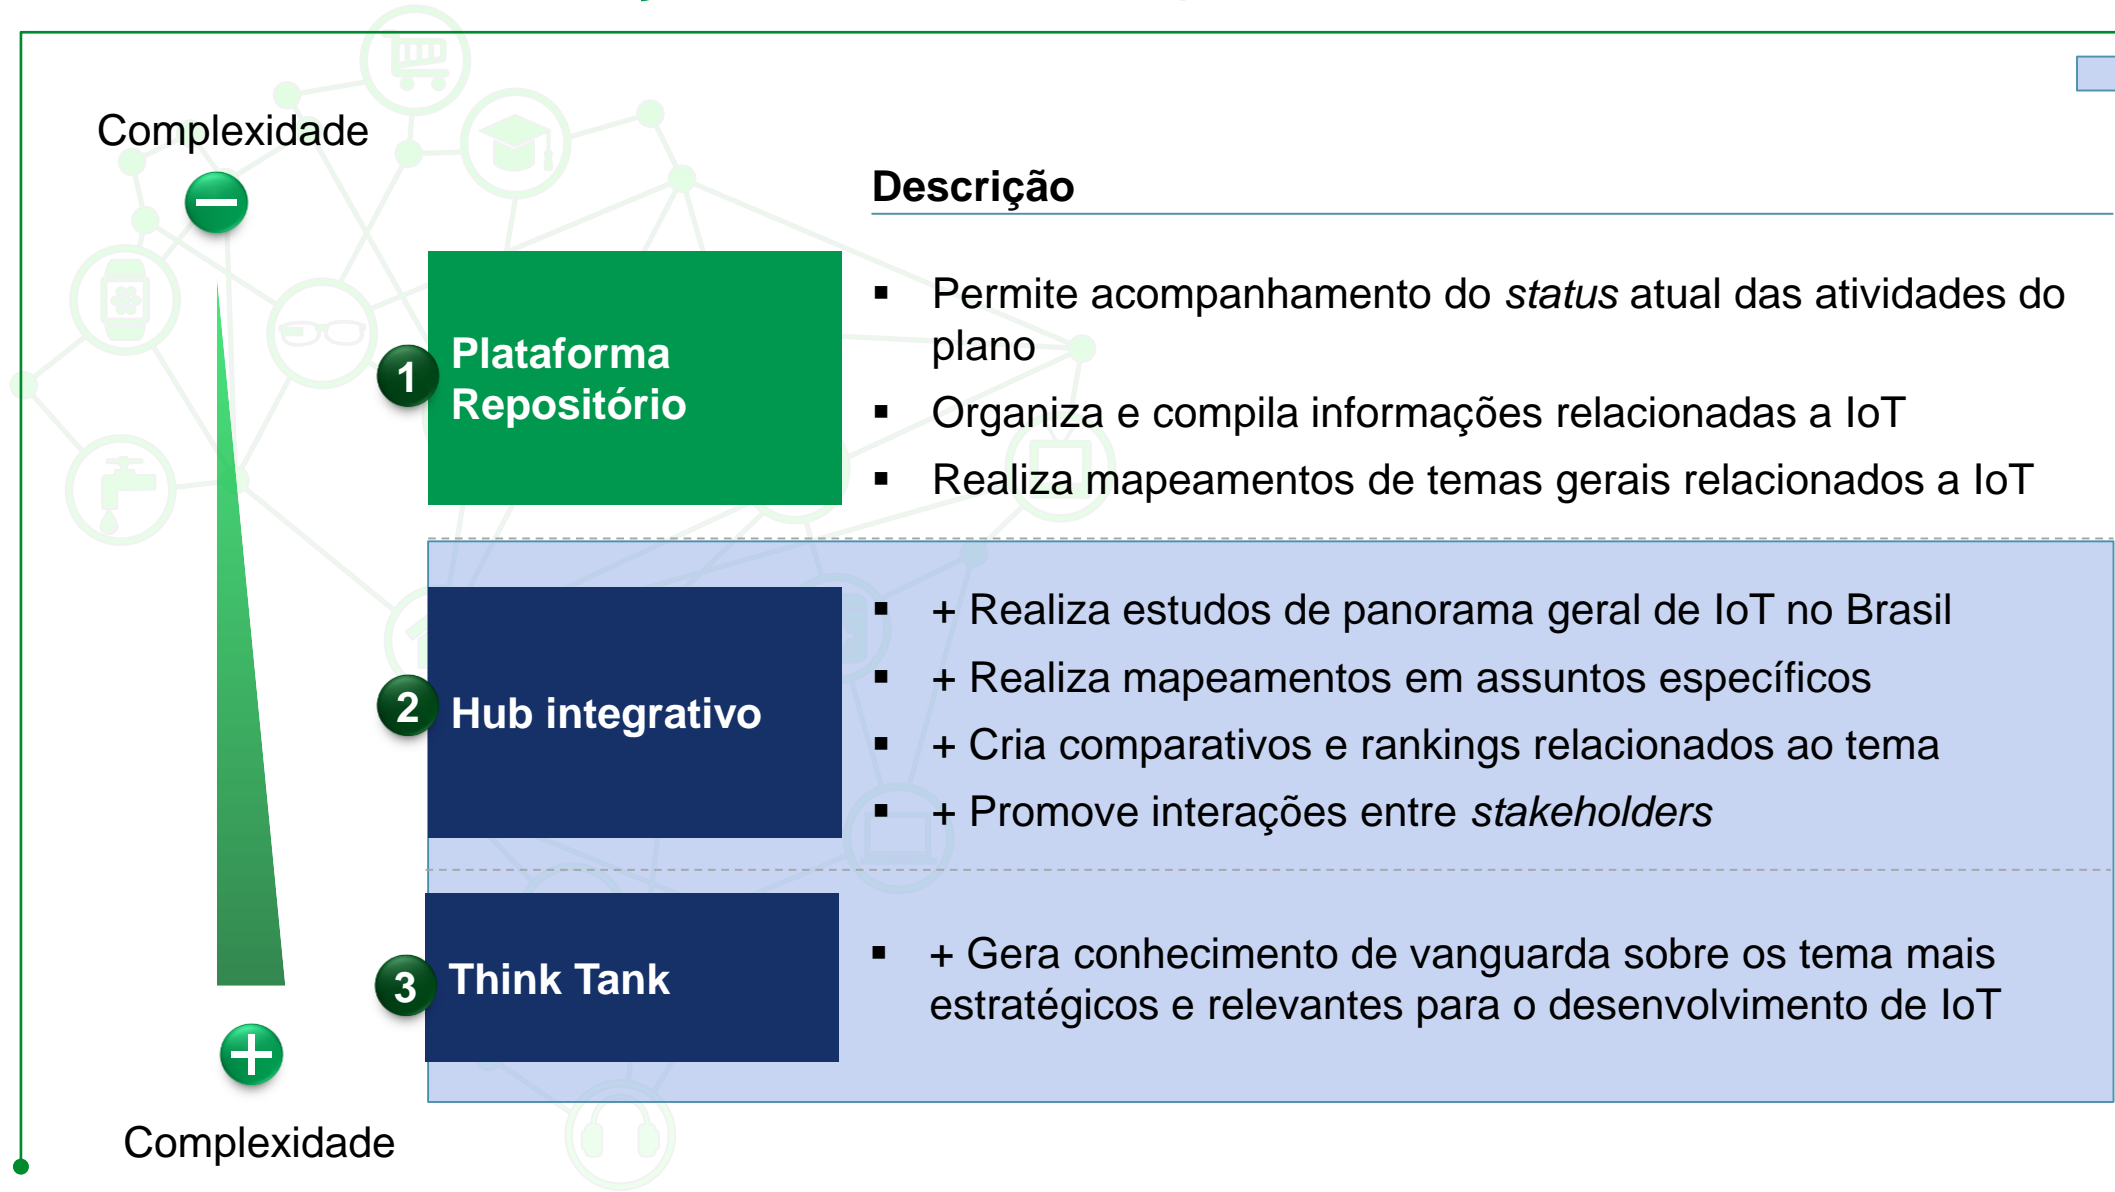 Complexidade
Descrição
1
Plataforma
Repositório
▪ Permite acompanhamento do status atual das atividades do
plano
▪ Organiza e compila informações relacionadas a IoT
▪ Realiza mapeamentos de temas gerais relacionados a IoT
2
Hub integrativo
▪ + Realiza estudos de panorama geral de IoT no Brasil
▪ + Realiza mapeamentos em assuntos específicos
▪ + Cria comparativos e rankings relacionados ao tema
▪ + Promove interações entre stakeholders
3
Think Tank
▪ + Gera conhecimento de vanguarda sobre os tema mais
estratégicos e relevantes para o desenvolvimento de IoT
Complexidade